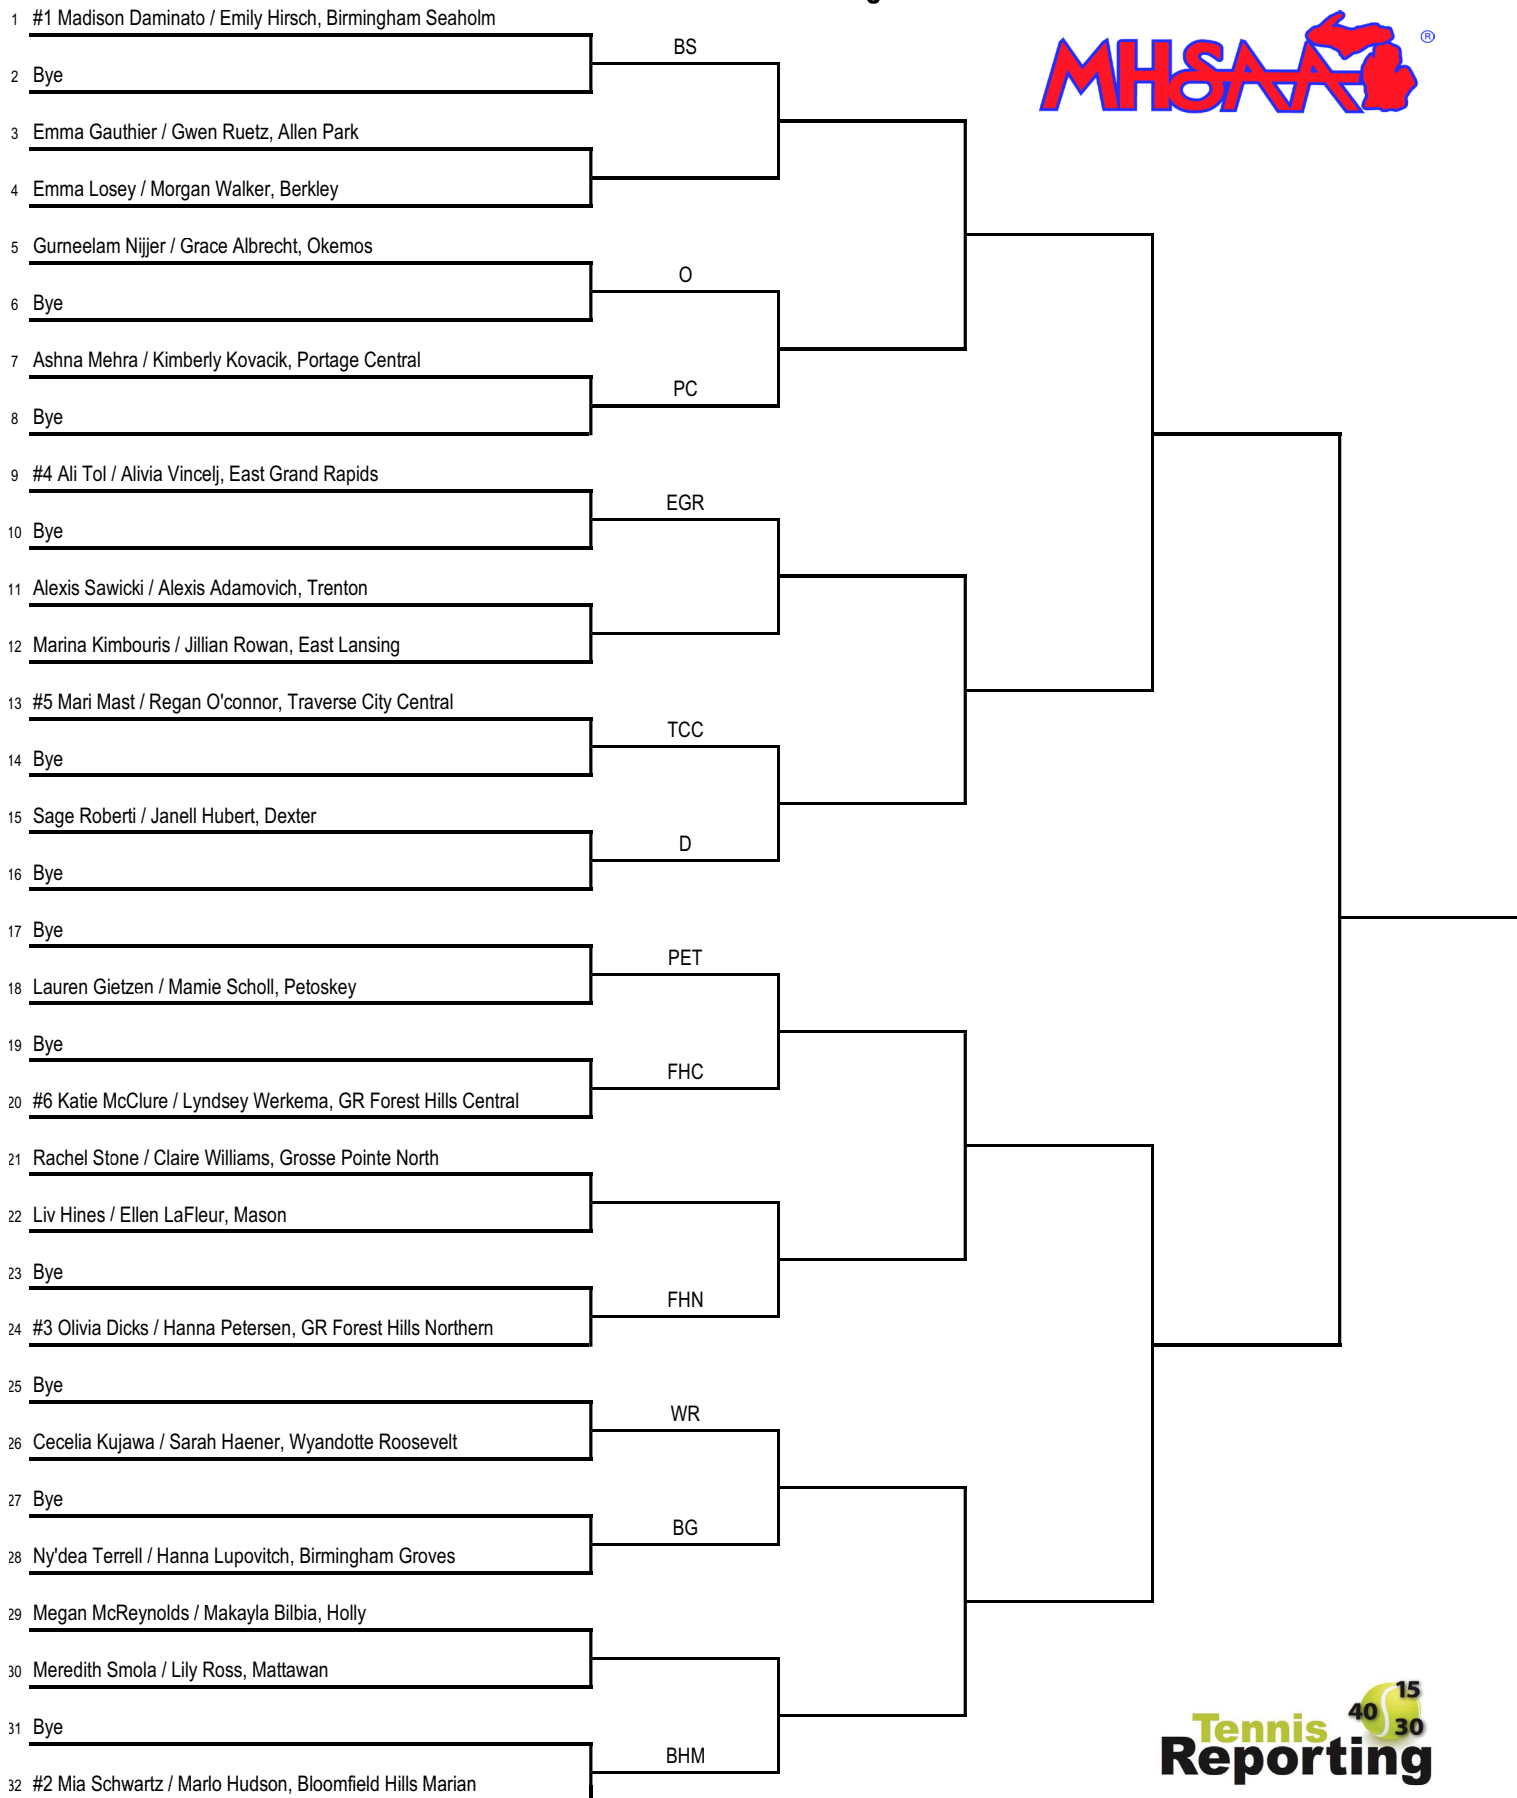 1 #1 Madison Daminato / Emily Hirsch, Birmingham Seaholm
BS
MHSAA ®
2 Bye
3 Emma Gauthier / Gwen Ruetz, Allen Park
4 Emma Losey / Morgan Walker, Berkley
5 Gurneelam Nijjer / Grace Albrecht, Okemos
O
6 Bye
7 Ashna Mehra / Kimberly Kovacik, Portage Central
PC
8 Bye
9 #4 Ali Tol / Alivia Vincelj, East Grand Rapids
EGR
10 Bye
11 Alexis Sawicki / Alexis Adamovich, Trenton
12 Marina Kimbouris / Jillian Rowan, East Lansing
13 #5 Mari Mast / Regan O'connor, Traverse City Central
TCC
14 Bye
15 Sage Roberti / Janell Hubert, Dexter
D
16 Bye
17 Bye
PET
18 Lauren Gietzen / Mamie Scholl, Petoskey
19 Bye
FHC
20 #6 Katie McClure / Lyndsey Werkema, GR Forest Hills Central
21 Rachel Stone / Claire Williams, Grosse Pointe North
22 Liv Hines / Ellen LaFleur, Mason
23 Bye
FHN
24 #3 Olivia Dicks / Hanna Petersen, GR Forest Hills Northern
25 Bye
WR
26 Cecelia Kujawa / Sarah Haener, Wyandotte Roosevelt
27 Bye
BG
28 Ny'dea Terrell / Hanna Lupovitch, Birmingham Groves
29 Megan McReynolds / Makayla Bilbia, Holly
30 Meredith Smola / Lily Ross, Mattawan
31 Bye
BHM
32 #2 Mia Schwartz / Marlo Hudson, Bloomfield Hills Marian
15
40
30
Tennis
Reporting